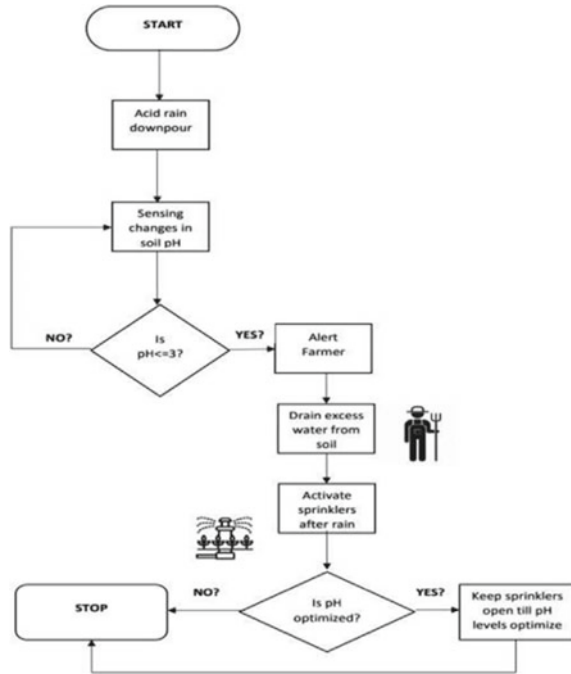 START
Acid rain
downpour
Sensing
changes in
soil pH
NO?
Is
pH<=3?
YES?
Alert
Farmer
Drain excess
water from
soil
Activate
sprinklers
after rain
NO?
Is pH
optimized?
YES?
Keep sprinklers
open till pH
levels optimize
STOP